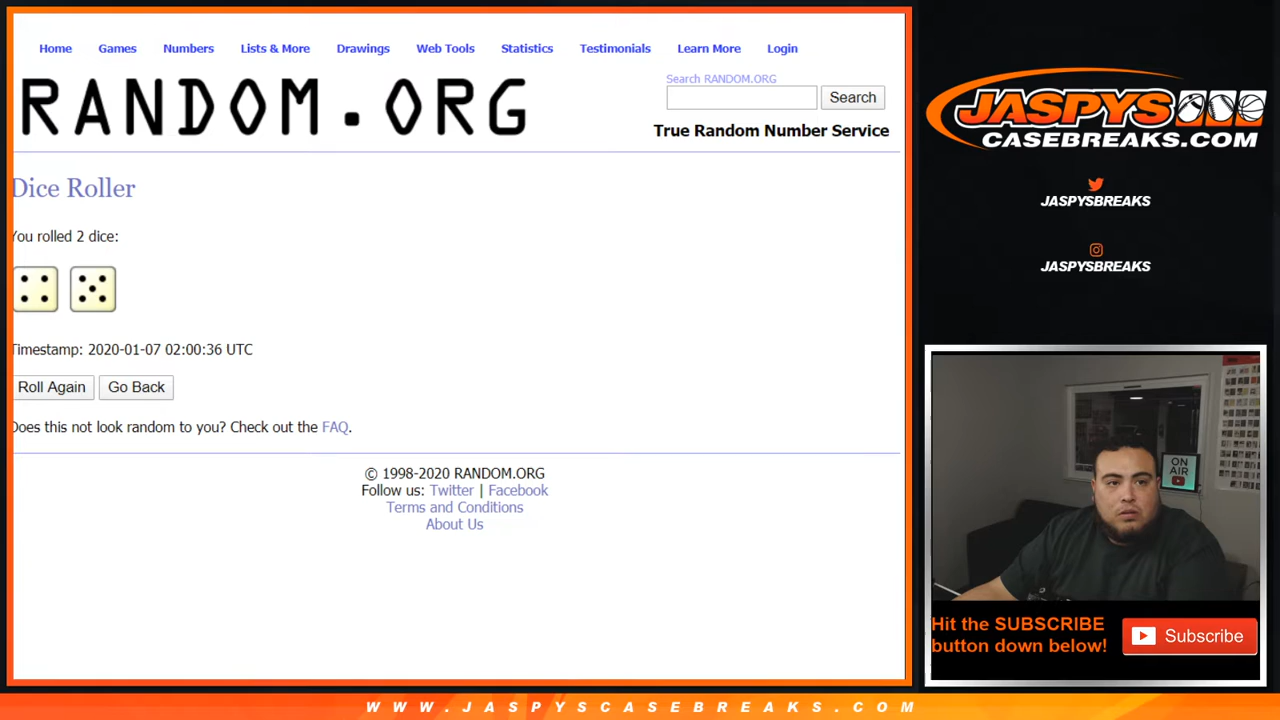 Home Games Numbers Lists & More Drawings Web Tools Statistics Testimonials Learn More Login
RANDOM.ORG
Search RANDOM.ORG
Search
True Random Number Service
Dice Roller
You rolled 2 dice:
Timestamp: 2020-01-07 02:00:36 UTC
Roll Again Go Back
Does this not look random to you? Check out the FAQ.
© 1998-2020 RANDOM.ORG
Follow us: Twitter | Facebook
Terms and Conditions
About Us
JASPYS
CASEBREAKS.COM
JASPYSBREAKS
JASPYSBREAKS
ON
AIR
Hit the SUBSCRIBE
button down below!
Subscribe
WWW.JASPYSCASEBREAKS.COM